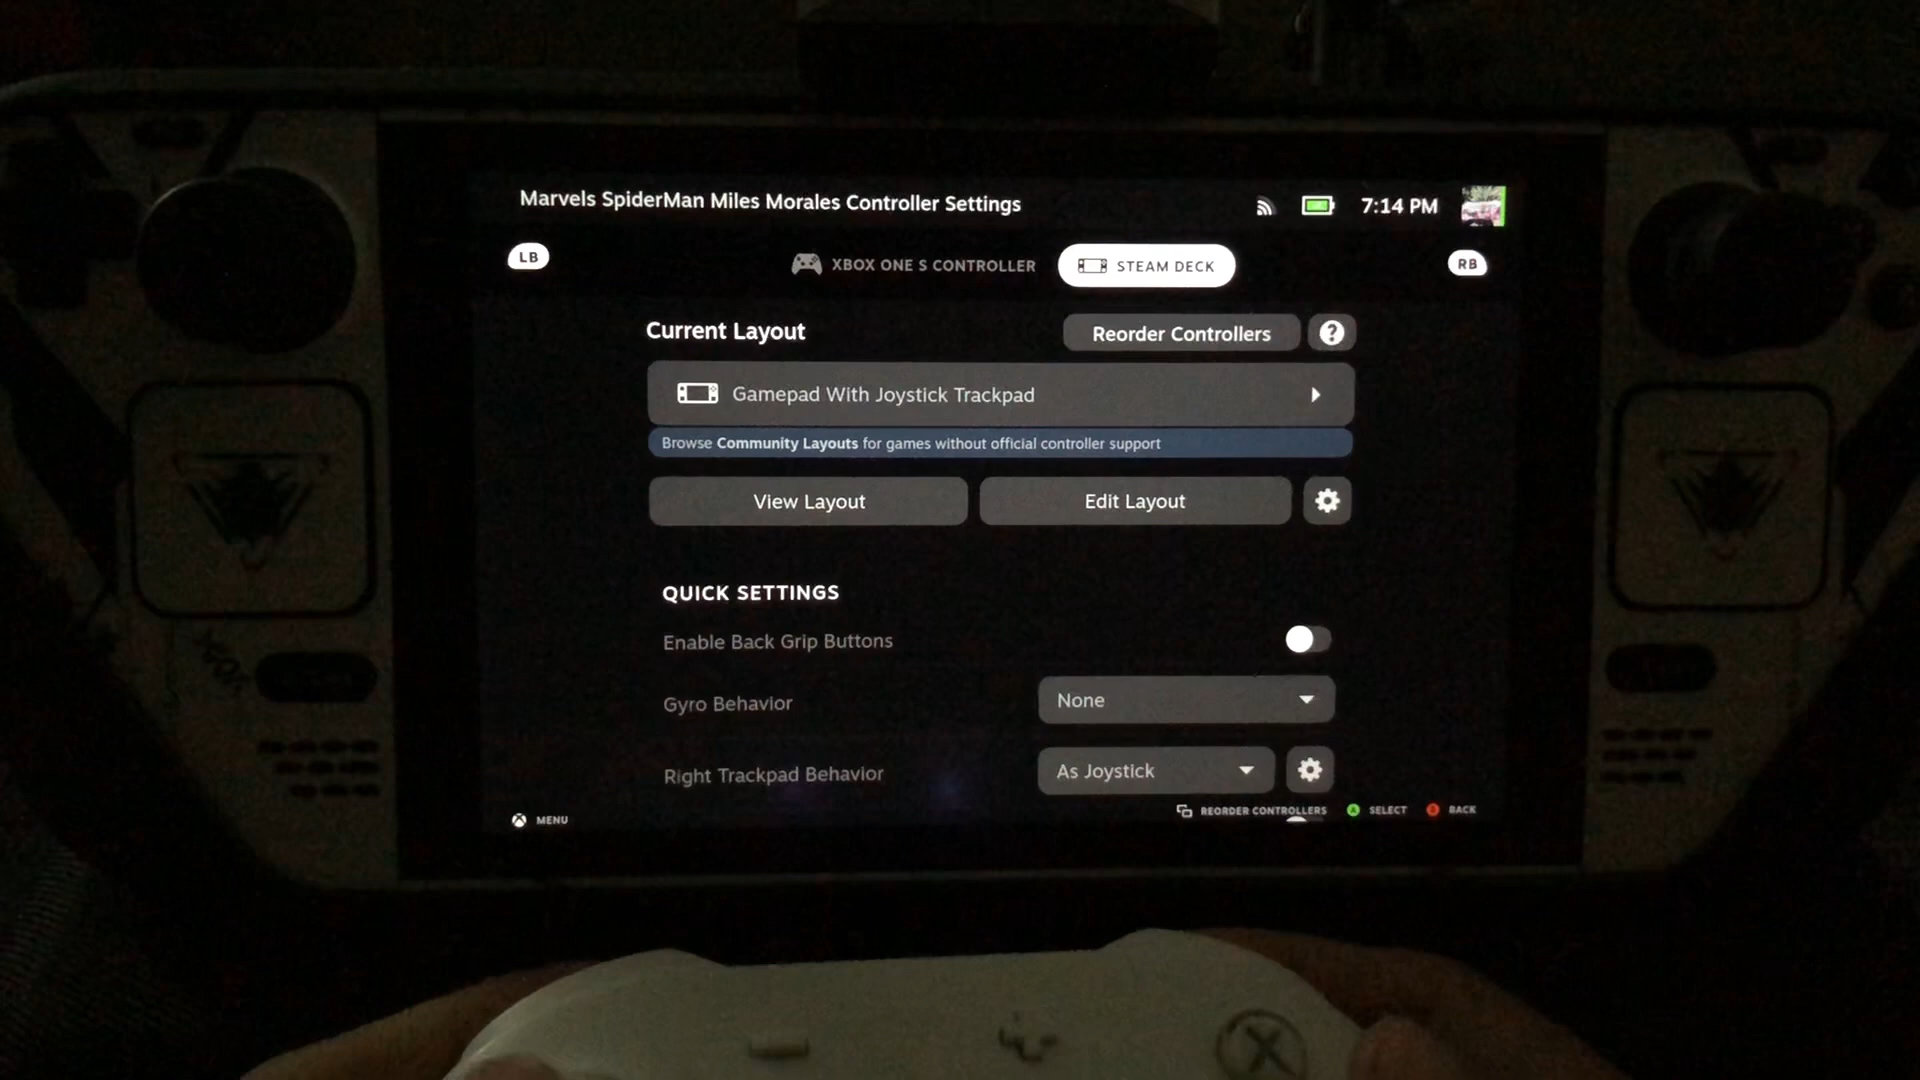 Marvels SpiderMan Miles Morales Controller Settings
7:14 PM
LB
XBOX ONE S CONTROLLER
STEAM DECK
RB
Current Layout
Reorder Controllers
?
Gamepad With Joystick Trackpad
Browse Community Layouts for games without official controller support
View Layout
Edit Layout
QUICK SETTINGS
Enable Back Grip Buttons
Gyro Behavior
None
Right Trackpad Behavior
As Joystick
MENU
REORDER CONTROLLERS
A SELECT
B BACK